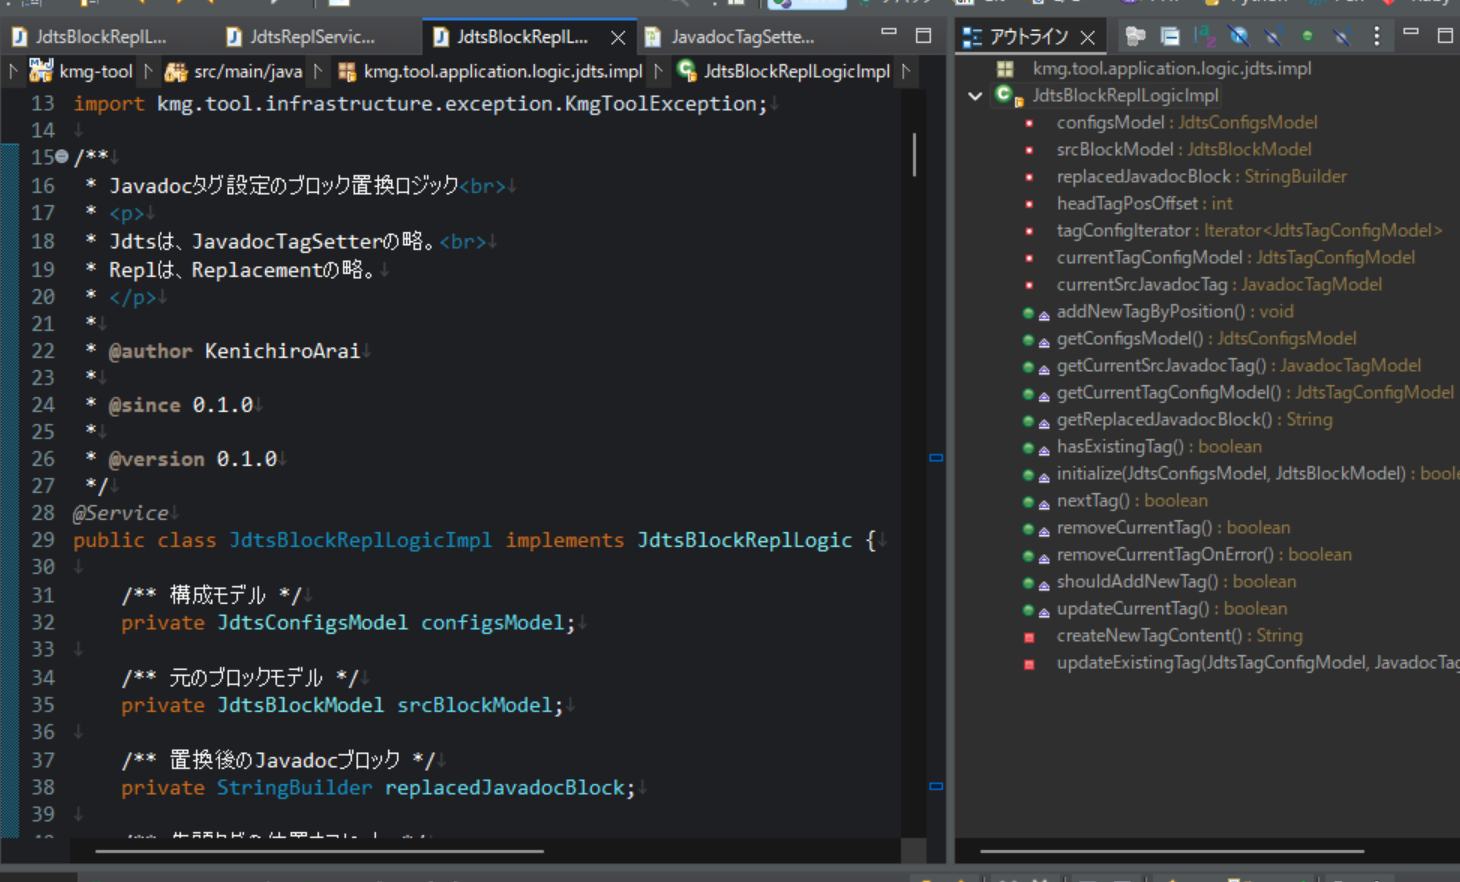 JdtsBlockReplL...
JdtsReplServic...
JdtsBlockReplL...
JavadocTagSette...
アウトライン
kmg-tool
src/main/java
kmg.tool.application.logic.jdts.impl
JdtsBlockReplLogicImpl
13 import kmg.tool.infrastructure.exception.KmgToolException;↓
14 ↓
15 /**↓
16 * Javadocタグ設定のブロック置換ロジック<br>↓
17 * <p>↓
18 * Jdtsは、JavadocTagSetterの略。<br>↓
19 * Replは、Replacementの略。↓
20 * </p>↓
21 *↓
22 * @author KenichiroArai↓
23 *↓
24 * @since 0.1.0↓
25 *↓
26 * @version 0.1.0↓
27 */↓
28 @Service↓
29 public class JdtsBlockReplLogicImpl implements JdtsBlockReplLogic {↓
30 ↓
31 /** 構成モデル */↓
32 private JdtsConfigsModel configsModel;↓
33 ↓
34 /** 元のブロックモデル */↓
35 private JdtsBlockModel srcBlockModel;↓
36 ↓
37 /** 置換後のJavadocブロック */↓
38 private StringBuilder replacedJavadocBlock;↓
39 ↓
kmg.tool.application.logic.jdts.impl
JdtsBlockReplLogicImpl
configsModel : JdtsConfigsModel
srcBlockModel : JdtsBlockModel
replacedJavadocBlock : StringBuilder
headTagPosOffset : int
tagConfigIterator : Iterator<JdtsTagConfigModel>
currentTagConfigModel : JdtsTagConfigModel
currentSrcJavadocTag : JavadocTagModel
addNewTagByPosition() : void
getConfigsModel() : JdtsConfigsModel
getCurrentSrcJavadocTag() : JavadocTagModel
getCurrentTagConfigModel() : JdtsTagConfigModel
getReplacedJavadocBlock() : String
hasExistingTag() : boolean
initialize(JdtsConfigsModel, JdtsBlockModel) : boole
nextTag() : boolean
removeCurrentTag() : boolean
removeCurrentTagOnError() : boolean
shouldAddNewTag() : boolean
updateCurrentTag() : boolean
createNewTagContent() : String
updateExistingTag(JdtsTagConfigModel, JavadocTag